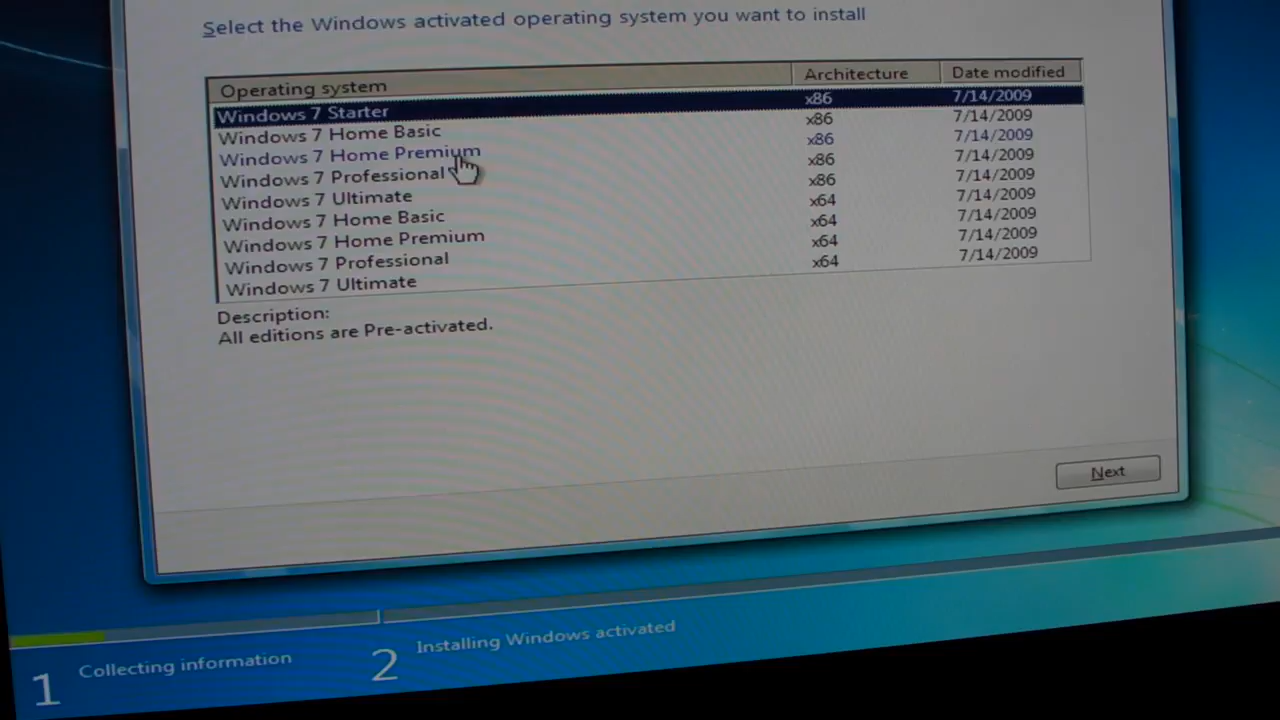 Select the Windows activated operating system you want to install
Operating system Architecture Date modified
Windows 7 Starter x86 7/14/2009
Windows 7 Home Basic x86 7/14/2009
Windows 7 Home Premium x86 7/14/2009
Windows 7 Professional x86 7/14/2009
Windows 7 Ultimate x86 7/14/2009
Windows 7 Home Basic x64 7/14/2009
Windows 7 Home Premium x64 7/14/2009
Windows 7 Professional x64 7/14/2009
Windows 7 Ultimate x64 7/14/2009
Description:
All editions are Pre-activated.
Next
1 Collecting information
2 Installing Windows activated